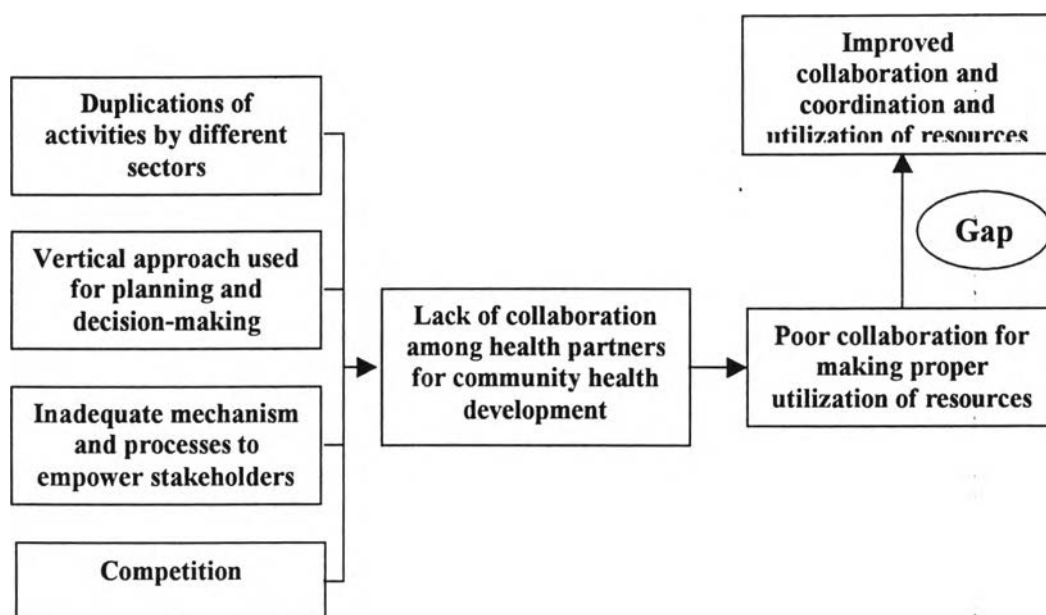 Duplications of
activities by different
sectors
Vertical approach used
for planning and
decision-making
Inadequate mechanism
and processes to
empower stakeholders
Competition
Lack of collaboration
among health partners
for community health
development
Improved
collaboration and
coordination and
utilization of resources
Gap
Poor collaboration for
making proper
utilization of resources